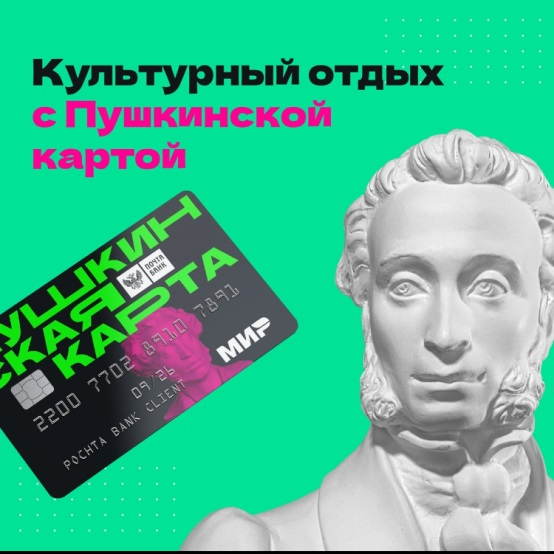 Культурный отдых
с Пушкинской
картой
ПУШКИН
СКАЯ
КАРТА
ПОЧТА
БАНК
2200 7702 8910 7891
09/26
POCHTA BANK CLIENT
МИР